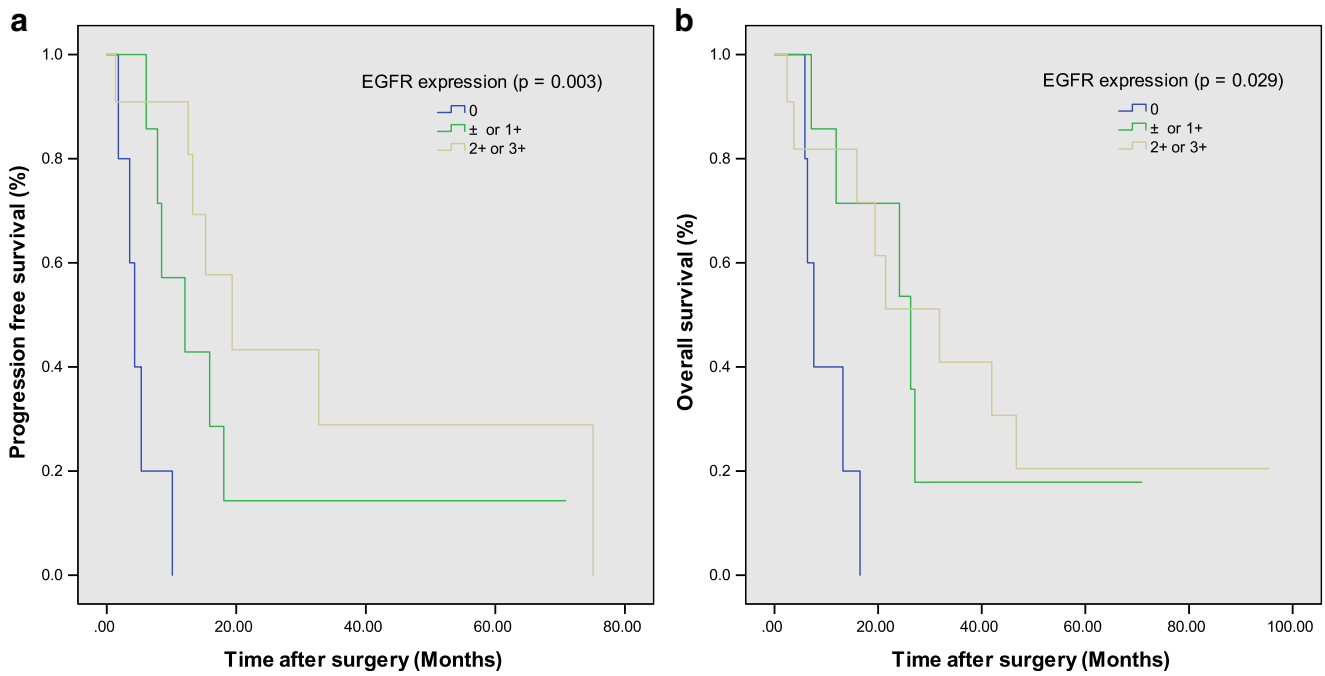 a
EGFR expression (p = 0.003)
0
± or 1+
2+ or 3+
Progression free survival (%)
1.0
0.8
0.6
0.4
0.2
0.0
.00 20.00 40.00 60.00 80.00
Time after surgery (Months)
b
EGFR expression (p = 0.029)
0
± or 1+
2+ or 3+
Overall survival (%)
1.0
0.8
0.6
0.4
0.2
0.0
.00 20.00 40.00 60.00 80.00 100.00
Time after surgery (Months)